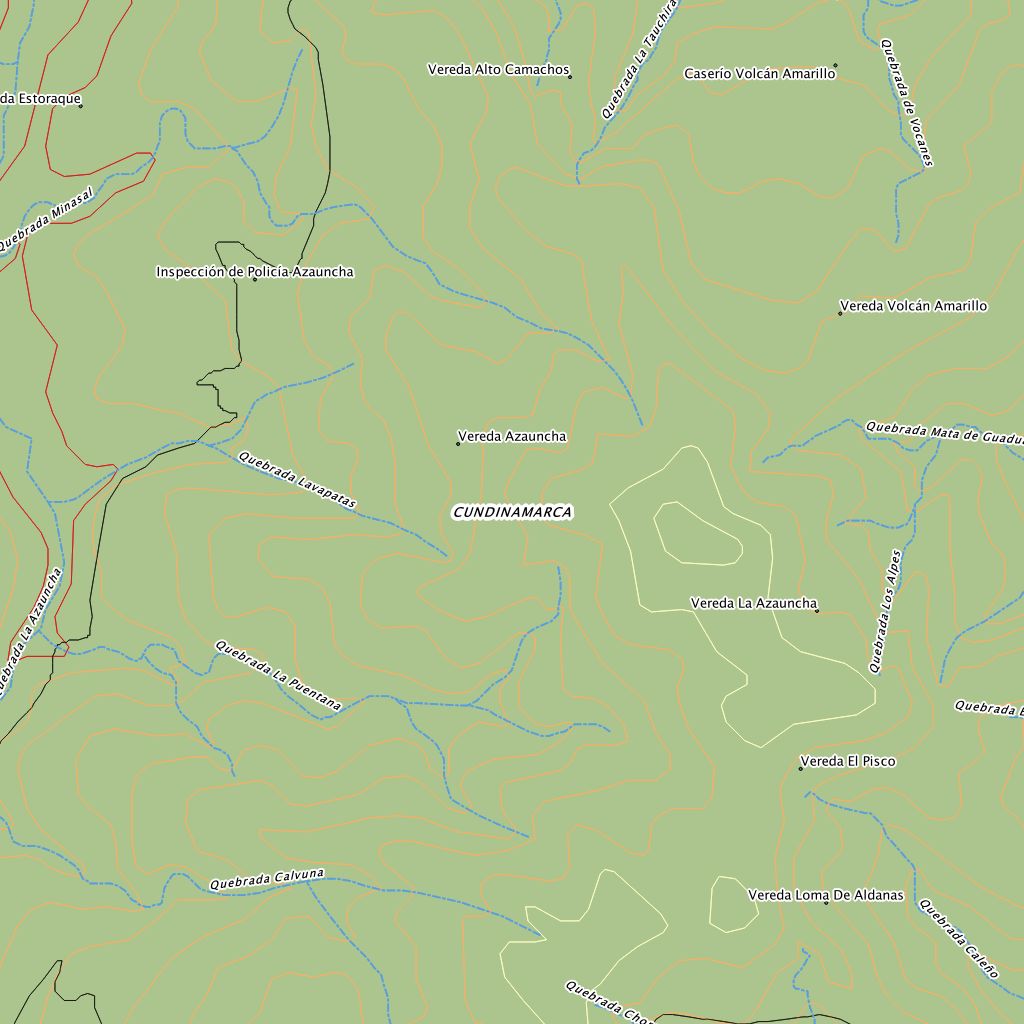 Quebrada La Tauchira
Quebrada de Vocanes
Vereda Alto Camachos
Caserío Volcán Amarillo
da Estoraque
Quebrada Minasal
Inspección de Policía Azauncha
Vereda Volcán Amarillo
Quebrada Mata de Guadu
Vereda Azauncha
Quebrada Lavapatas
CUNDINAMARCA
Quebrada La Azauncha
Quebrada Los Alpes
Vereda La Azauncha
Quebrada La Puentana
Quebrada
Vereda El Pisco
Quebrada Calvuna
Vereda Loma De Aldanas
Quebrada Caleño
Quebrada Chor